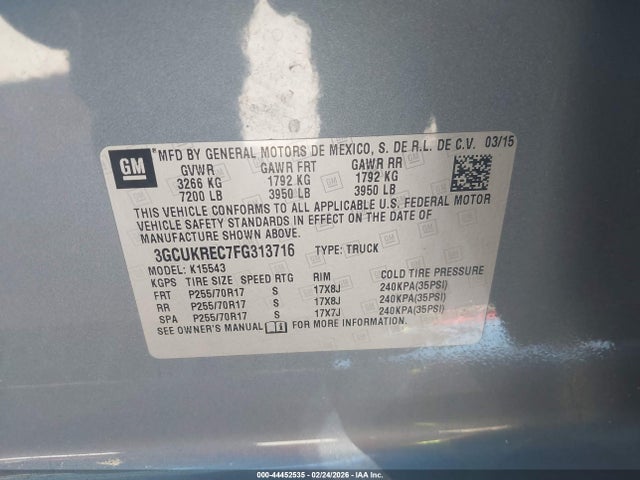 GM *MFD BY GENERAL MOTORS DE MEXICO, S. DE R.L. DE C.V. 03/15
GVWR GAWR FRT GAWR RR
3266 KG 1792 KG 1792 KG
7200 LB 3950 LB 3950 LB
THIS VEHICLE CONFORMS TO ALL APPLICABLE U.S. FEDERAL MOTOR
VEHICLE SAFETY STANDARDS IN EFFECT ON THE DATE OF
MANUFACTURE SHOWN ABOVE.
3GCUKREC7FG313716 TYPE: TRUCK
MODEL: K15543
KGPS TIRE SIZE SPEED RTG RIM COLD TIRE PRESSURE
FRT P255/70R17 S 17X8J 240KPA(35PSI)
RR P255/70R17 S 17X8J 240KPA(35PSI)
SPA P255/70R17 S 17X7J 240KPA(35PSI)
SEE OWNER'S MANUAL FOR MORE INFORMATION.
000-44452535 - 02/24/2026 - IAA Inc.